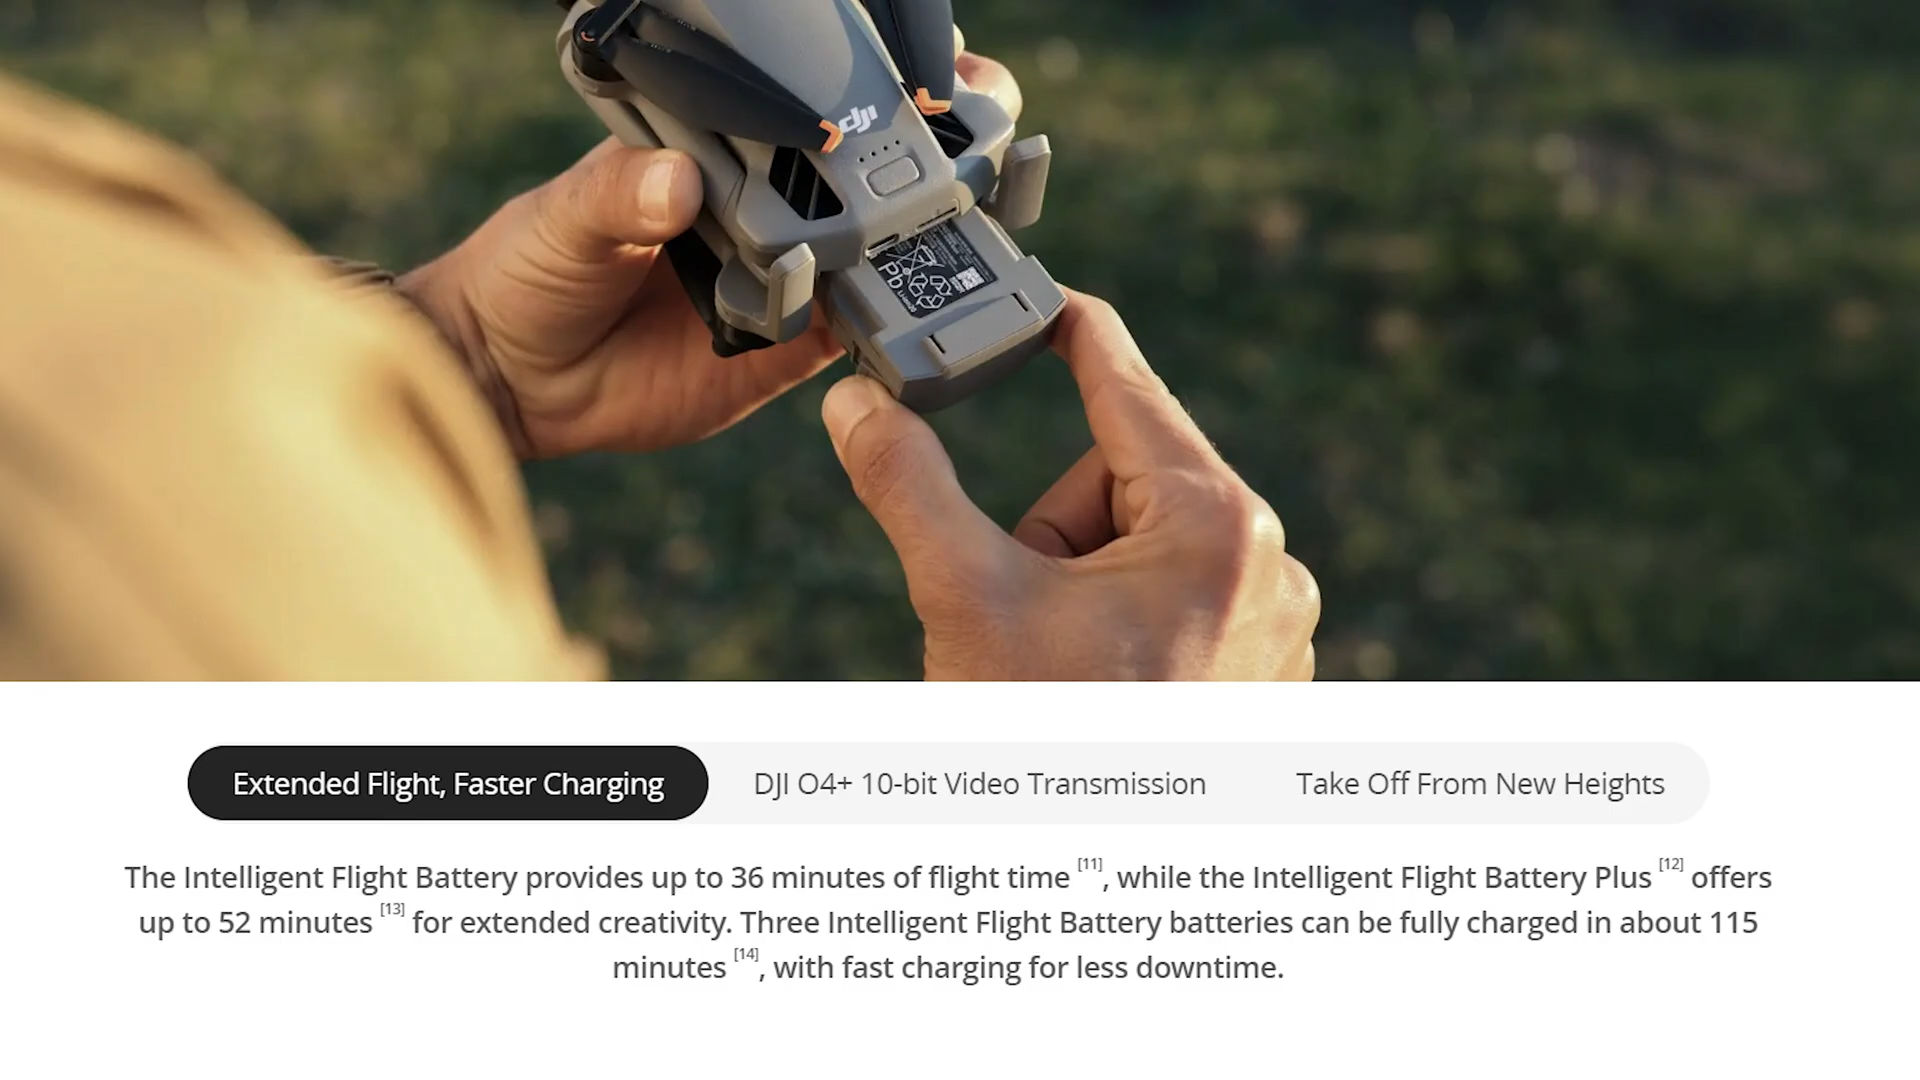 dji
Pb
Li-ion
Extended Flight, Faster Charging
DJI O4+ 10-bit Video Transmission
Take Off From New Heights
The Intelligent Flight Battery provides up to 36 minutes of flight time [11], while the Intelligent Flight Battery Plus [12] offers
up to 52 minutes [13] for extended creativity. Three Intelligent Flight Battery batteries can be fully charged in about 115
minutes [14], with fast charging for less downtime.